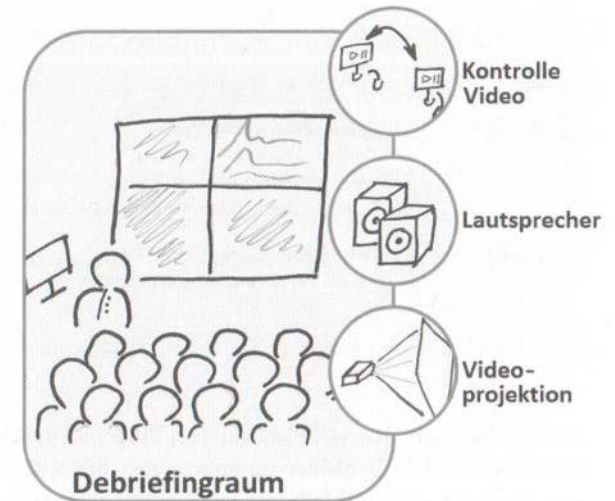 Kontrolle
Video
Lautsprecher
Video-
projektion
Debriefingraum